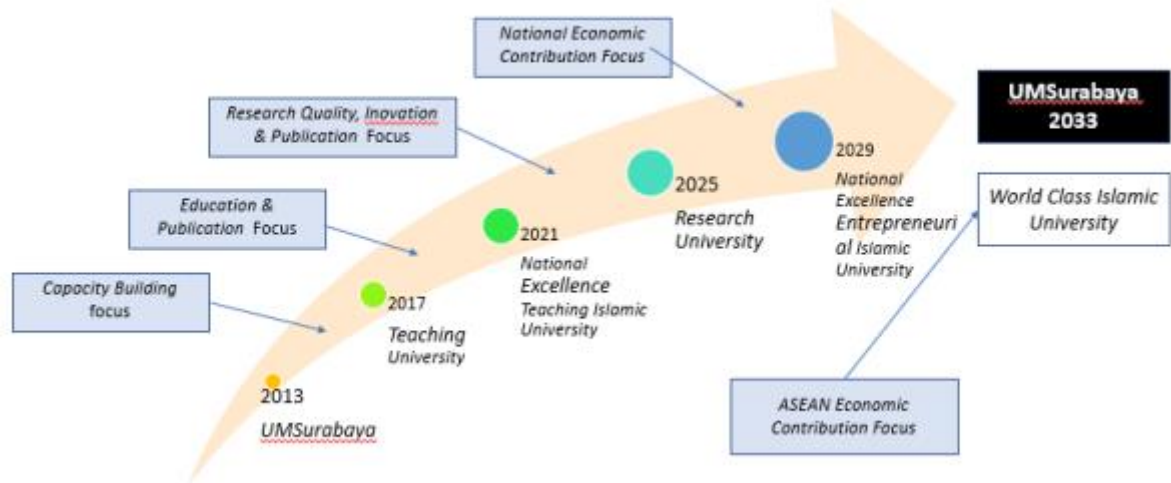 National Economic
Contribution Focus
Research Quality, Inovation
& Publication Focus
Education &
Publication Focus
Capacity Building
focus
2013
UMSurabaya
2017
Teaching
University
2021
National
Excellence
Teaching Islamic
University
2025
Research
University
2029
National
Excellence
Entrepreneuri
al Islamic
University
UMSurabaya
2033
World Class Islamic
University
ASEAN Economic
Contribution Focus